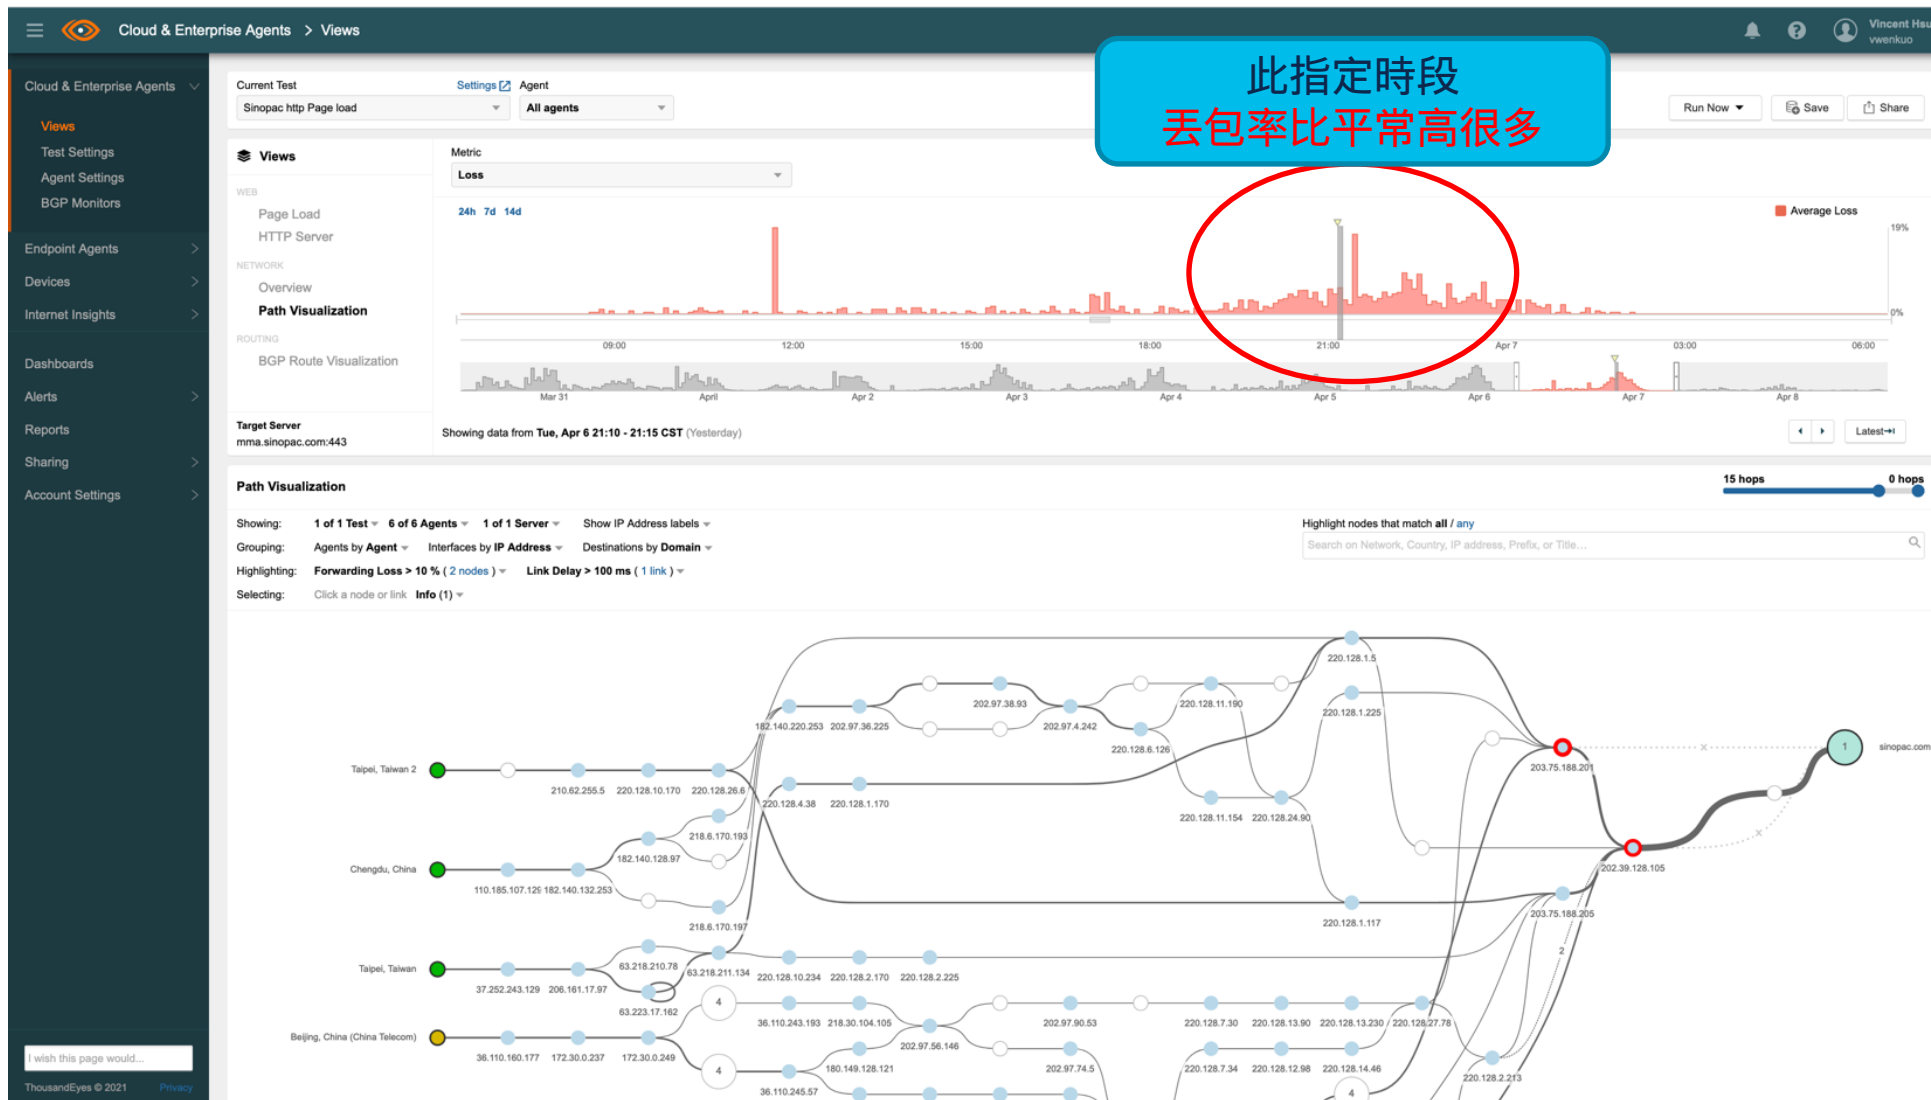 Cloud & Enterprise Agents > Views
Vincent Hsu
vwenkuo
此指定時段
丟包率比平常高很多
Cloud & Enterprise Agents
Views
Test Settings
Agent Settings
BGP Monitors
Endpoint Agents
Devices
Internet Insights
Dashboards
Alerts
Reports
Sharing
Account Settings
I wish this page would...
ThousandEyes © 2021 Privacy
Current Test Settings Agent
Sinopac http Page load All agents
Run Now Save Share
Views
WEB
Page Load
HTTP Server
NETWORK
Overview
Path Visualization
ROUTING
BGP Route Visualization
Target Server
mma.sinopac.com:443
Metric
Loss
24h 7d 14d
Average Loss
19%
0%
09:00 12:00 15:00 18:00 21:00 Apr 7 03:00 06:00
Mar 31 April Apr 2 Apr 3 Apr 4 Apr 5 Apr 6 Apr 7 Apr 8
Showing data from Tue, Apr 6 21:10 - 21:15 CST (Yesterday)
Latest
Path Visualization
15 hops 0 hops
Showing: 1 of 1 Test 6 of 6 Agents 1 of 1 Server Show IP Address labels
Grouping: Agents by Agent Interfaces by IP Address Destinations by Domain
Highlighting: Forwarding Loss > 10 % ( 2 nodes ) Link Delay > 100 ms ( 1 link )
Selecting: Click a node or link Info (1)
Highlight nodes that match all / any
Search on Network, Country, IP address, Prefix, or Title...
220.128.1.5
202.97.38.93 220.128.11.190
220.128.1.225
182.140.220.253 202.97.36.225 202.97.4.242
220.128.6.126
1 sinopac.com
203.75.188.201
Taipei, Taiwan 2
210.62.255.5 220.128.10.170 220.128.26.6
220.128.4.38 220.128.1.170
220.128.11.154 220.128.24.90
218.6.170.193
182.140.128.97
Chengdu, China
202.39.128.105
110.185.107.129 182.140.132.253
218.6.170.197
220.128.1.117
203.75.188.205
2
Taipei, Taiwan
63.218.210.78 63.218.211.134 220.128.10.234 220.128.2.170 220.128.2.225
37.252.243.129 206.161.17.97
63.223.17.162
4
36.110.243.193 218.30.104.105 202.97.90.53 220.128.7.30 220.128.13.90 220.128.13.230 220.128.27.78
Beijing, China (China Telecom)
202.97.56.146
36.110.160.177 172.30.0.237 172.30.0.249
4
180.149.128.121 202.97.74.5 220.128.7.34 220.128.12.98 220.128.14.46
220.128.2.213
36.110.245.57
4